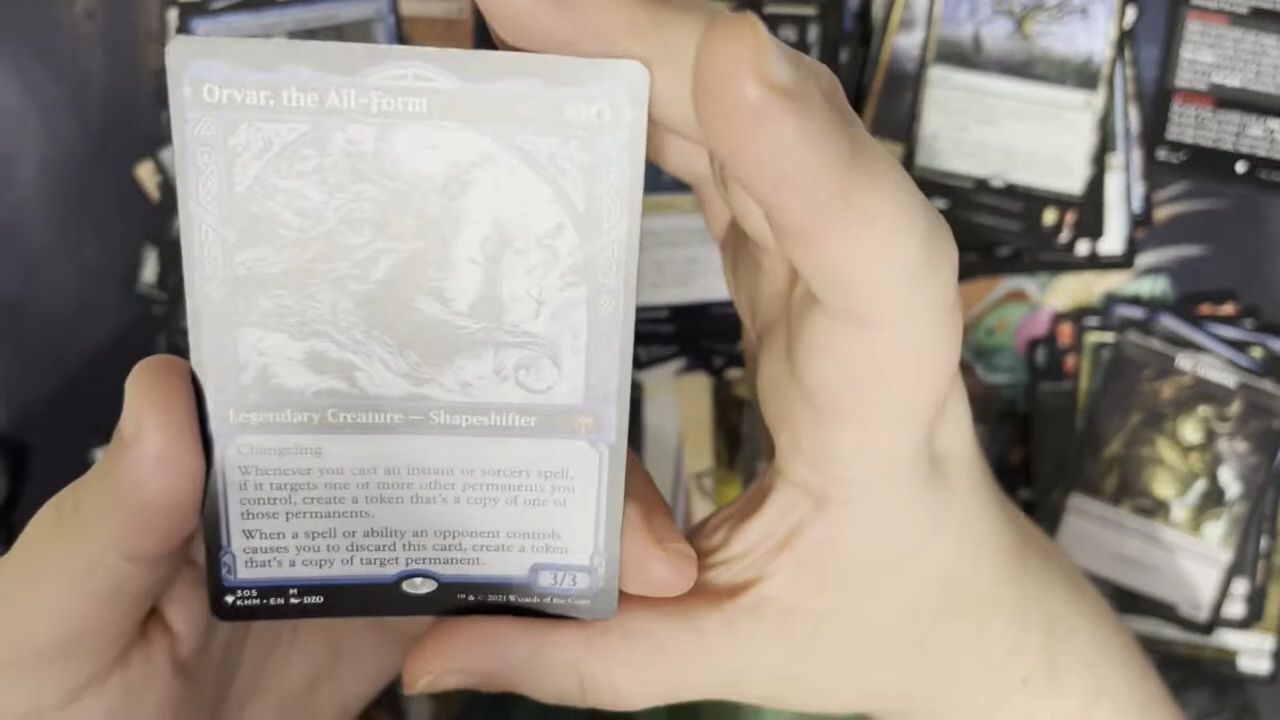 Orvar, the All-Form
Legendary Creature — Shapeshifter
Changeling
Whenever you cast an instant or sorcery spell,
if it targets one or more other permanents you
control, create a token that's a copy of one of
those permanents.
When a spell or ability an opponent controls
causes you to discard this card, create a token
that's a copy of target permanent.
3/3
305 M
KHM • EN DZO
™ & © 2021 Wizards of the Coast